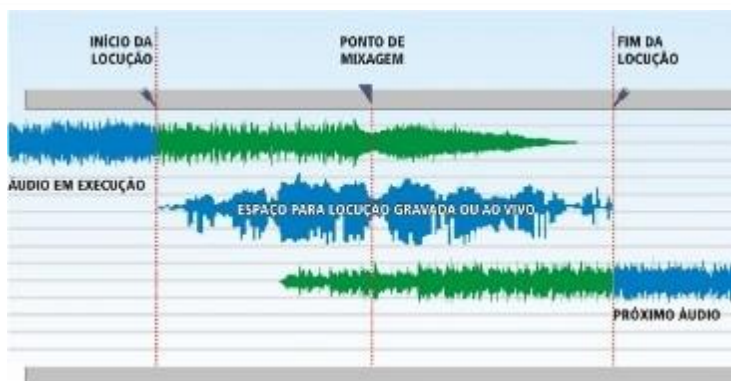 INÍCIO DA
LOCUÇÃO
PONTO DE
MIXAGEM
FIM DA
LOCUÇÃO
ÁUDIO EM EXECUÇÃO
ESPAÇO PARA LOCUÇÃO GRAVADA OU AO VIVO
PRÓXIMO ÁUDIO